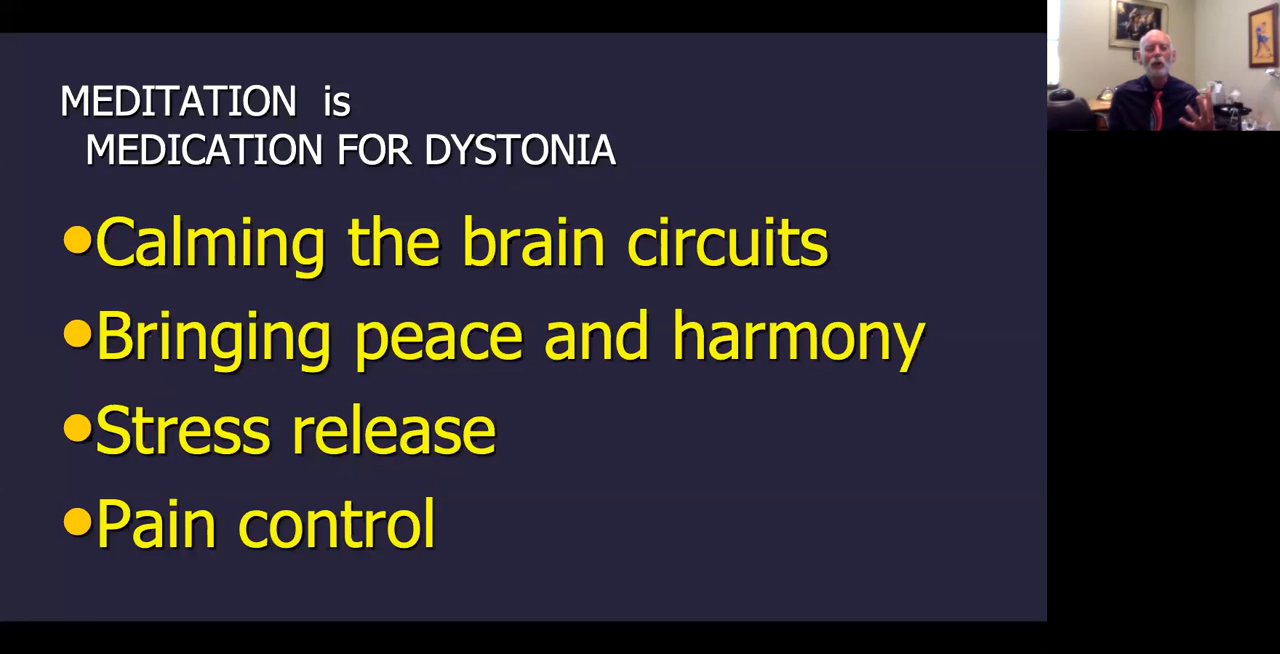 MEDITATION is
MEDICATION FOR DYSTONIA
•Calming the brain circuits
•Bringing peace and harmony
•Stress release
•Pain control